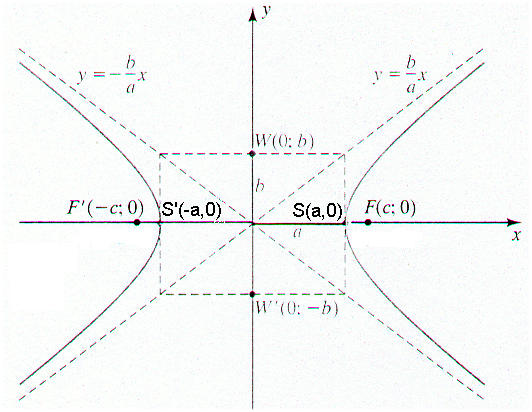 y
y = -b/a x
y = b/a x
W(0; b)
b
F'(-c; 0)
S'(-a,0)
S(a,0)
F(c; 0)
a
x
W'(0; -b)